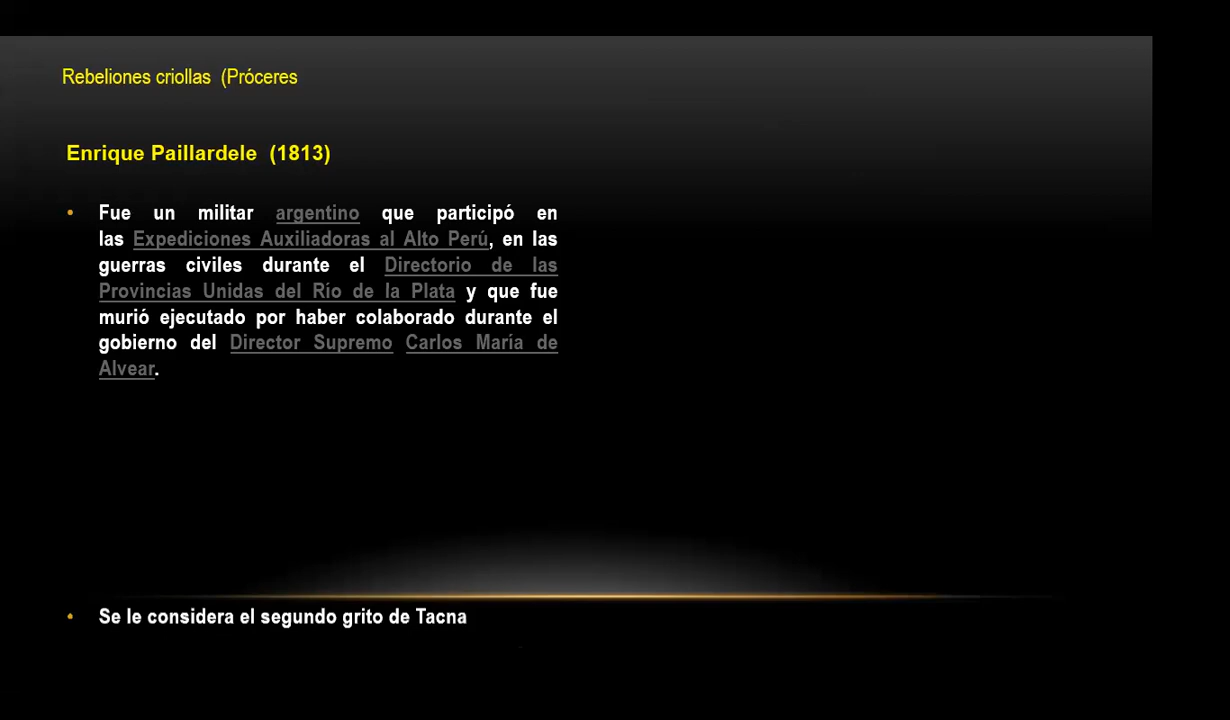 Rebeliones criollas (Próceres
Enrique Paillardele (1813)
• Fue un militar argentino que participó en
las Expediciones Auxiliadoras al Alto Perú, en las
guerras civiles durante el Directorio de las
Provincias Unidas del Río de la Plata y que fue
murió ejecutado por haber colaborado durante el
gobierno del Director Supremo Carlos María de
Alvear.
• Se le considera el segundo grito de Tacna